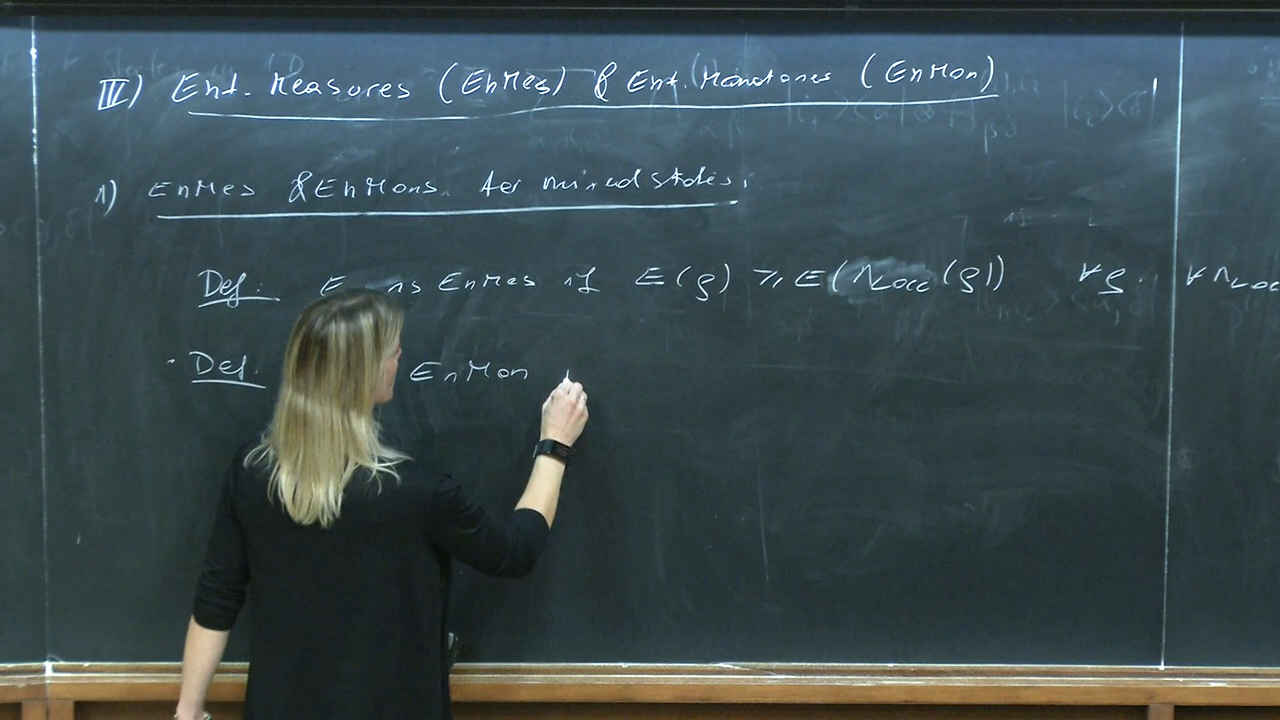 IV) Ent. Measures (EnMes) & Ent. Monotones (EnMon)
1) EnMes & EnMons. for mixed states.
Def. E is EnMes if E(ρ) ≥ E(Λ_LOCC(ρ)) ∀ρ. ∀Λ_LOCC
· Def. EnMon